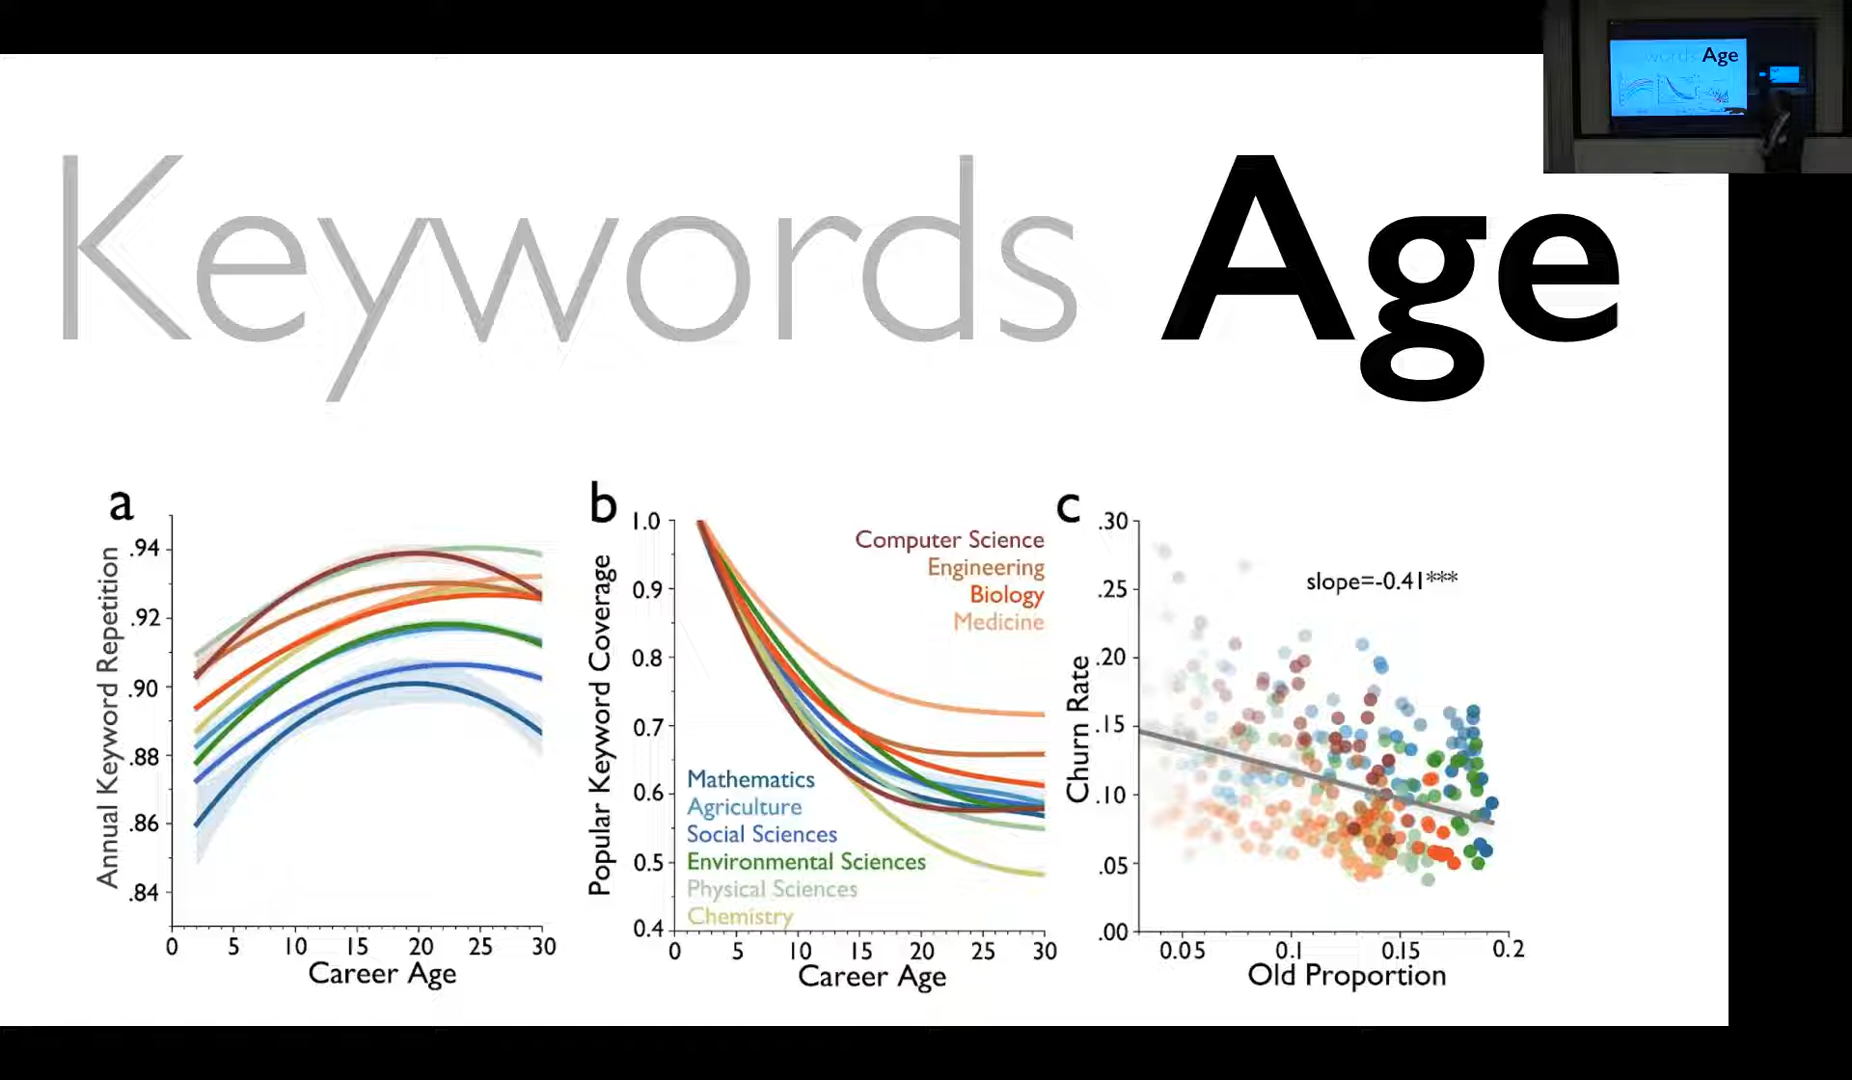 Keywords Age
words Age
a
Annual Keyword Repetition
.94
.92
.90
.88
.86
.84
0 5 10 15 20 25 30
Career Age
b
Popular Keyword Coverage
1.0
0.9
0.8
0.7
0.6
0.5
0.4
Computer Science
Engineering
Biology
Medicine
Mathematics
Agriculture
Social Sciences
Environmental Sciences
Physical Sciences
Chemistry
0 5 10 15 20 25 30
Career Age
c
Churn Rate
.30
.25
.20
.15
.10
.05
.00
slope=-0.41***
0.05 0.1 0.15 0.2
Old Proportion